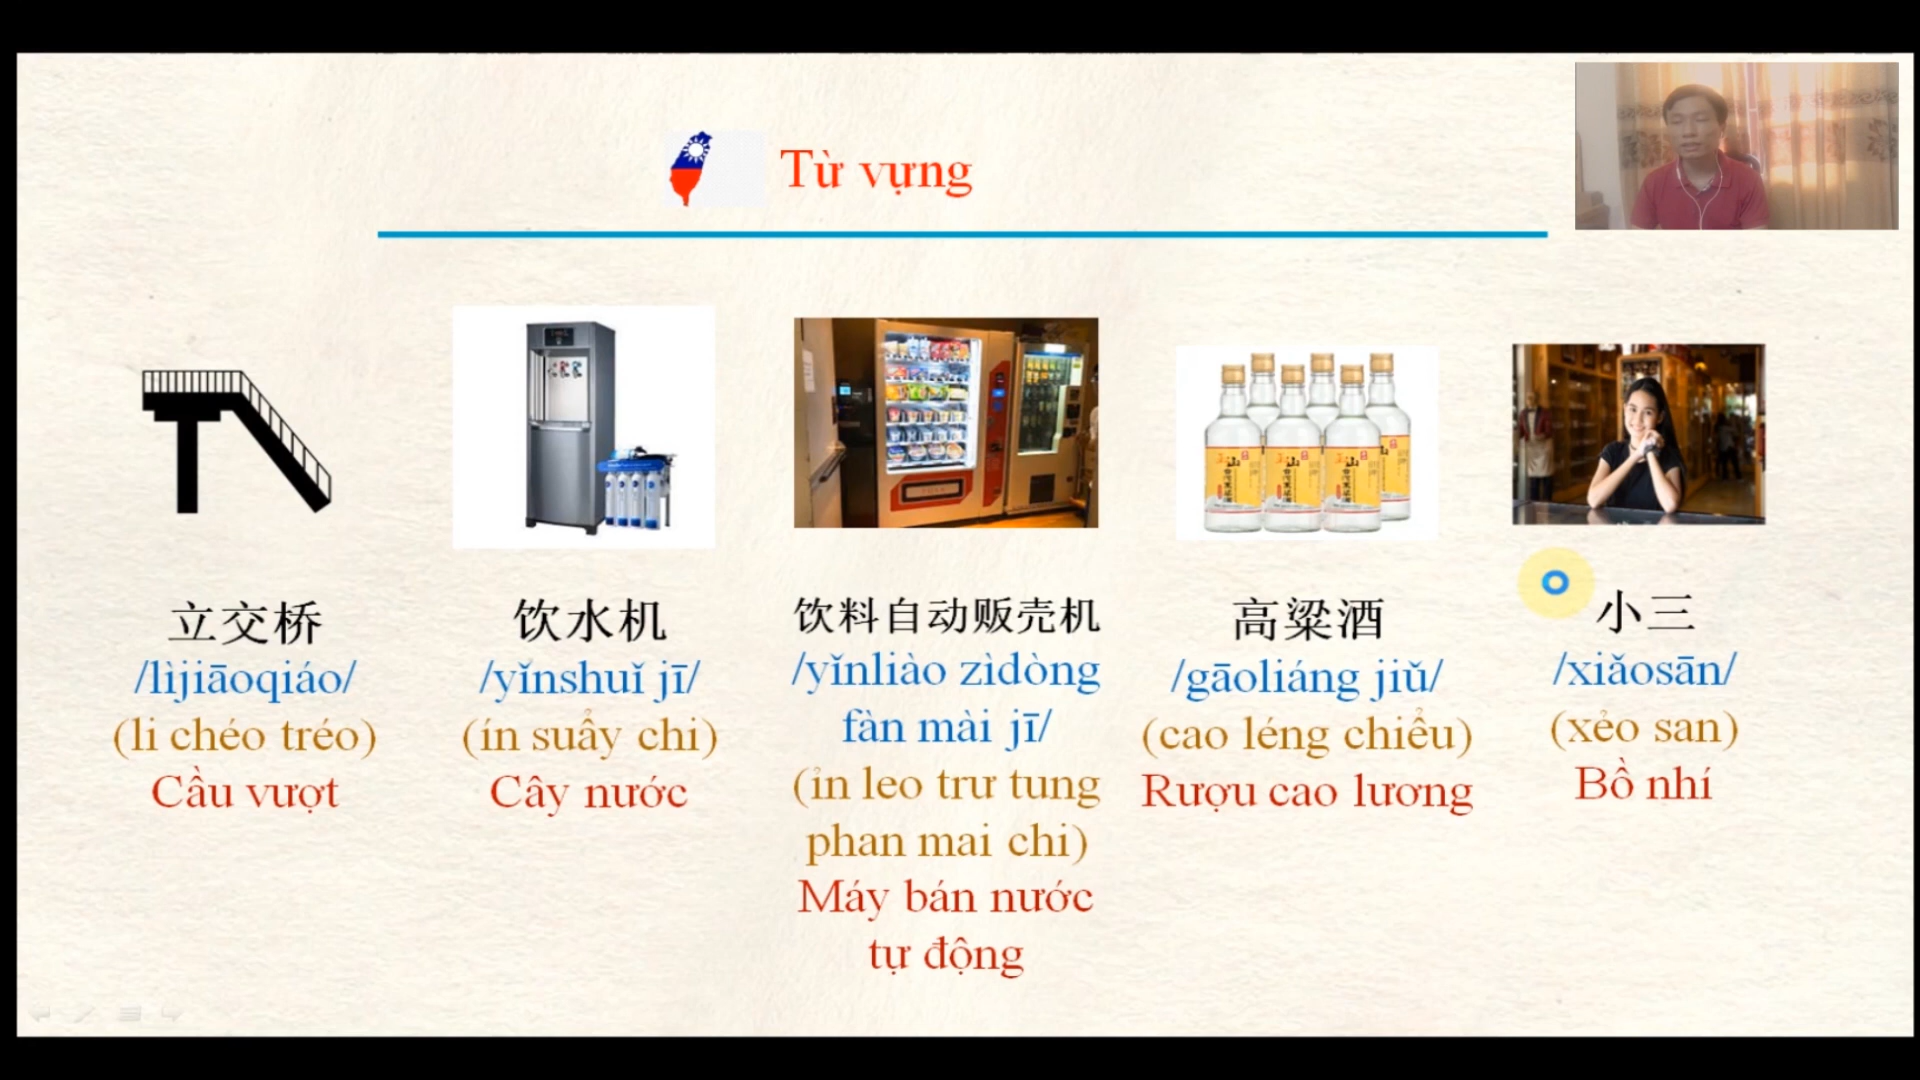 Từ vựng
立交桥
/lìjiāoqiáo/
(li chéo tréo)
Cầu vượt
饮水机
/yǐnshuǐ jī/
(ín suẩy chi)
Cây nước
饮料自动贩壳机
/yǐnliào zìdòng
fàn mài jī/
(ỉn leo trư tung
phan mai chi)
Máy bán nước
tự động
高粱酒
/gāoliáng jiǔ/
(cao léng chiểu)
Rượu cao lương
小三
/xiǎosān/
(xẻo san)
Bồ nhí